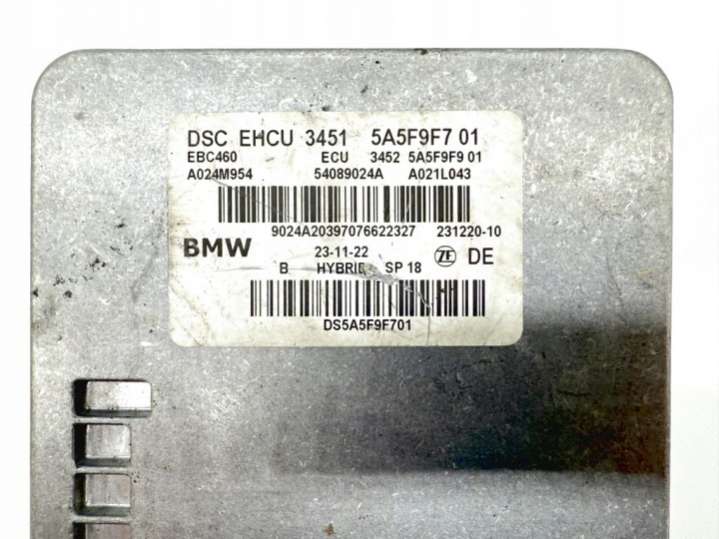 DSC EHCU 3451 5A5F9F7 01
EBC460 ECU 3452 5A5F9F9 01
A024M954 54089024A A021L043
9024A20397076622327 231220-10
BMW 23-11-22 ZF DE
B HYBRID SP 18
DS5A5F9F701